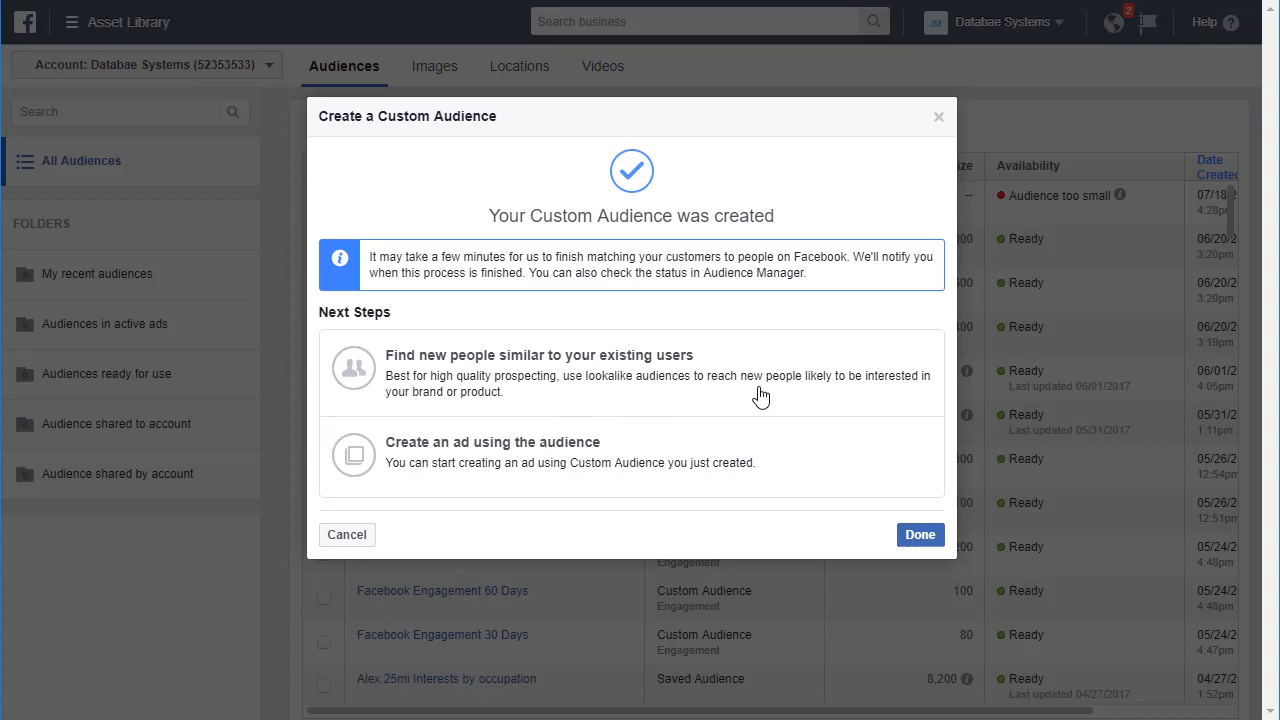 Asset Library
Search business
JM
Databae Systems
2
Help
Account: Databae Systems (52353533)
Audiences
Images
Locations
Videos
Search
All Audiences
FOLDERS
My recent audiences
Audiences in active ads
Audiences ready for use
Audience shared to account
Audience shared by account
Create a Custom Audience
Your Custom Audience was created
It may take a few minutes for us to finish matching your customers to people on Facebook. We'll notify you
when this process is finished. You can also check the status in Audience Manager.
Next Steps
Find new people similar to your existing users
Best for high quality prospecting, use lookalike audiences to reach new people likely to be interested in
your brand or product.
Create an ad using the audience
You can start creating an ad using Custom Audience you just created.
Cancel
Done
ize
Availability
Date
Created
--
Audience too small
07/18/2
4:28pm
00
Ready
06/20/2
3:20pm
600
Ready
06/20/2
3:20pm
400
Ready
06/20/2
3:19pm
Ready
Last updated 06/01/2017
06/01/2
4:05pm
Ready
Last updated 05/31/2017
05/31/2
1:11pm
Ready
05/26/2
12:54pm
00
Ready
05/26/2
12:51pm
Engagement
200
Ready
05/24/2
4:48pm
Facebook Engagement 60 Days
Custom Audience
Engagement
100
Ready
05/24/2
4:48pm
Facebook Engagement 30 Days
Custom Audience
Engagement
80
Ready
05/24/2
4:47pm
Alex 25mi Interests by occupation
Saved Audience
8,200
Ready
Last updated 04/27/2017
04/27/2
1:52pm